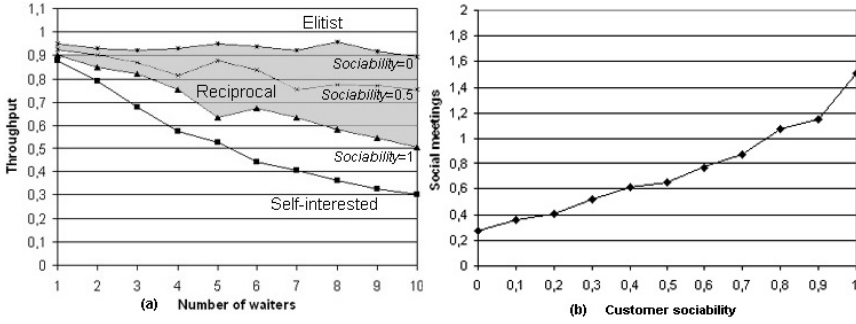 Elitist
1,1
1
0,9
0,8
0,7
0,6
0,5
0,4
0,3
0,2
0,1
0
Throughput
Sociability=0
Sociability=0.5
Reciprocal
Sociability=1
Self-interested
1 2 3 4 5 6 7 8 9 10
(a) Number of waiters
1,8
1,6
1,4
1,2
1
0,8
0,6
0,4
0,2
0
Social meetings
0 0,1 0,2 0,3 0,4 0,5 0,6 0,7 0,8 0,9 1
(b) Customer sociability